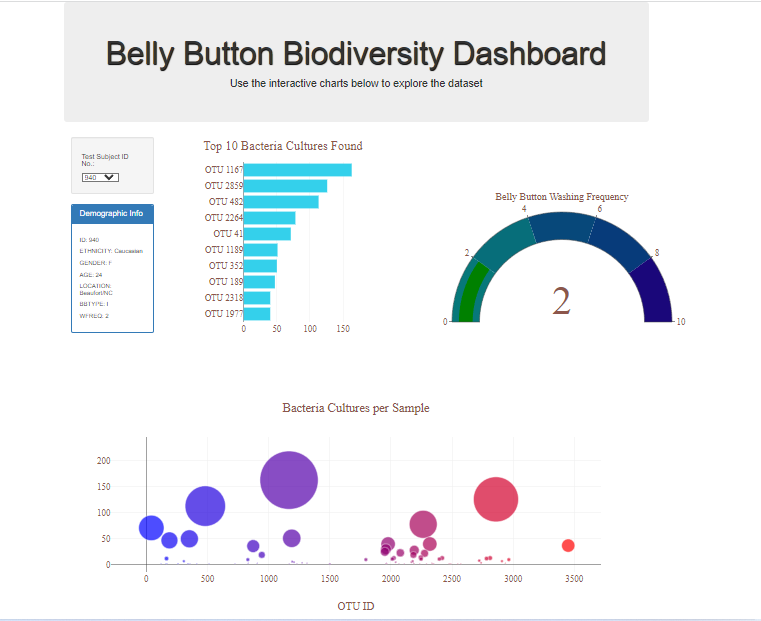 Belly Button Biodiversity Dashboard
Use the interactive charts below to explore the dataset
Test Subject ID
No.:
940
Demographic Info
ID: 940
ETHNICITY: Caucasian
GENDER: F
AGE: 24
LOCATION:
Beaufort/NC
BBTYPE: I
WFREQ: 2
Top 10 Bacteria Cultures Found
OTU 1167
OTU 2859
OTU 482
OTU 2264
OTU 41
OTU 1189
OTU 352
OTU 189
OTU 2318
OTU 1977
0 50 100 150
Belly Button Washing Frequency
4 6
2 8
2
0 10
Bacteria Cultures per Sample
200
150
100
50
0
0 500 1000 1500 2000 2500 3000 3500
OTU ID